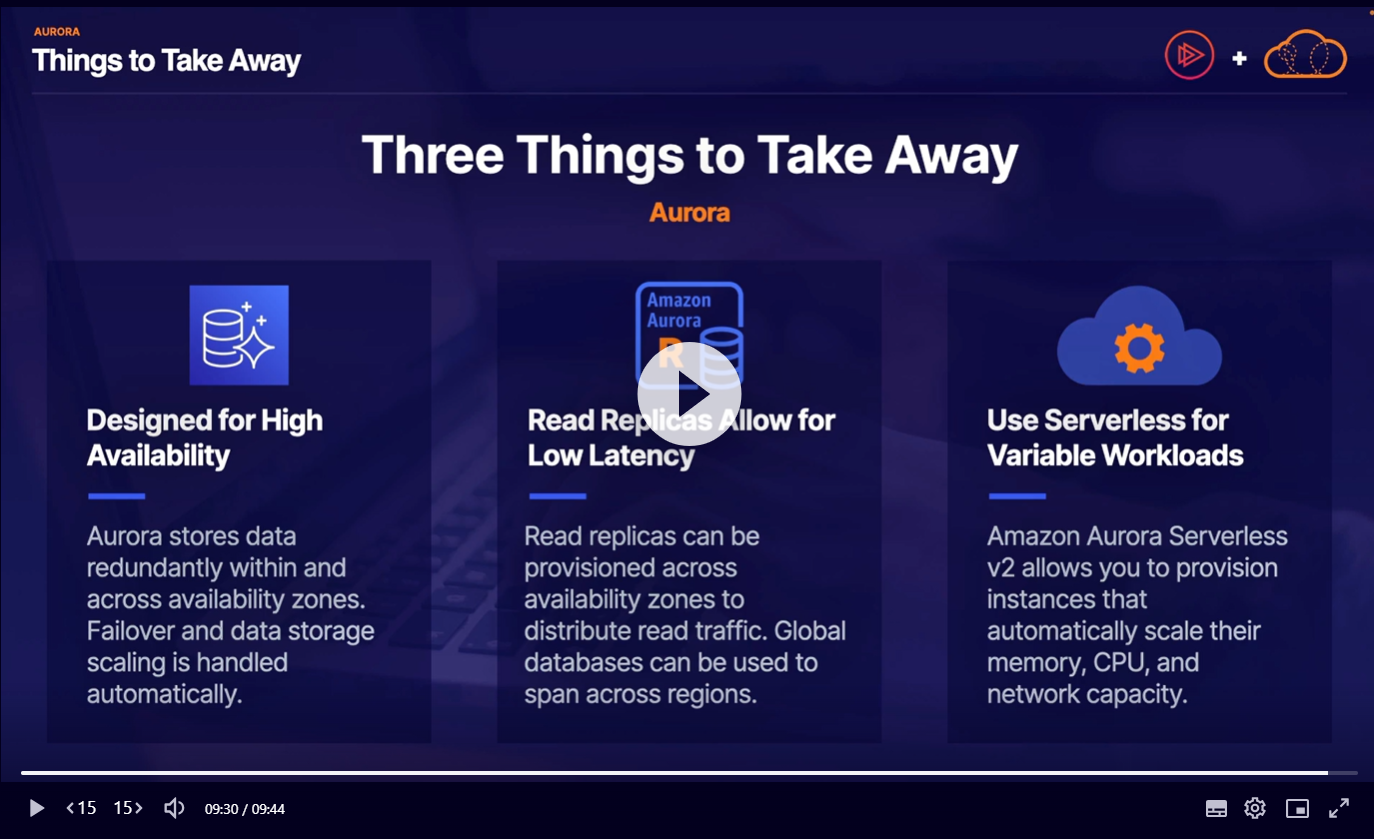 AURORA
Things to Take Away
+
Three Things to Take Away
Aurora
Designed for High
Availability
Aurora stores data
redundantly within and
across availability zones.
Failover and data storage
scaling is handled
automatically.
Amazon
Aurora
R
Read Replicas Allow for
Low Latency
Read replicas can be
provisioned across
availability zones to
distribute read traffic. Global
databases can be used to
span across regions.
Use Serverless for
Variable Workloads
Amazon Aurora Serverless
v2 allows you to provision
instances that
automatically scale their
memory, CPU, and
network capacity.
<15 15> 09:30 / 09:44